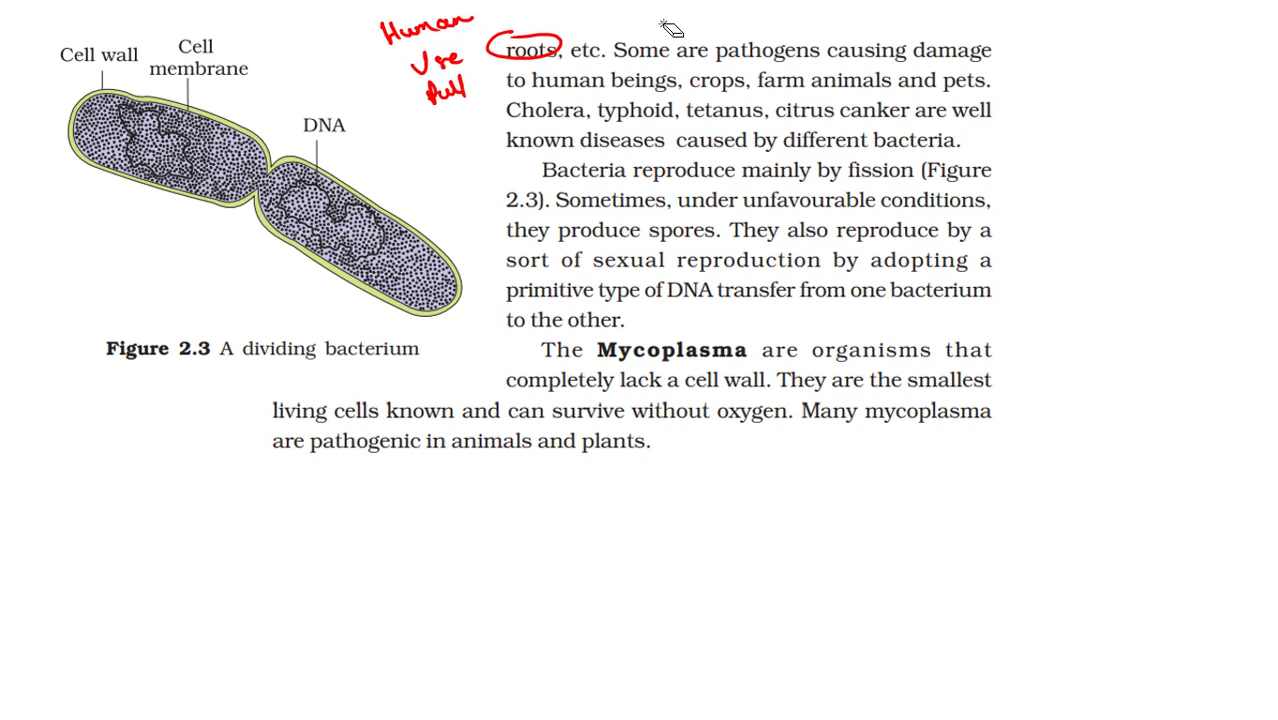 Human
Use
full
Cell wall
Cell
membrane
DNA
Figure 2.3 A dividing bacterium
roots, etc. Some are pathogens causing damage
to human beings, crops, farm animals and pets.
Cholera, typhoid, tetanus, citrus canker are well
known diseases caused by different bacteria.
Bacteria reproduce mainly by fission (Figure
2.3). Sometimes, under unfavourable conditions,
they produce spores. They also reproduce by a
sort of sexual reproduction by adopting a
primitive type of DNA transfer from one bacterium
to the other.
The Mycoplasma are organisms that
completely lack a cell wall. They are the smallest
living cells known and can survive without oxygen. Many mycoplasma
are pathogenic in animals and plants.